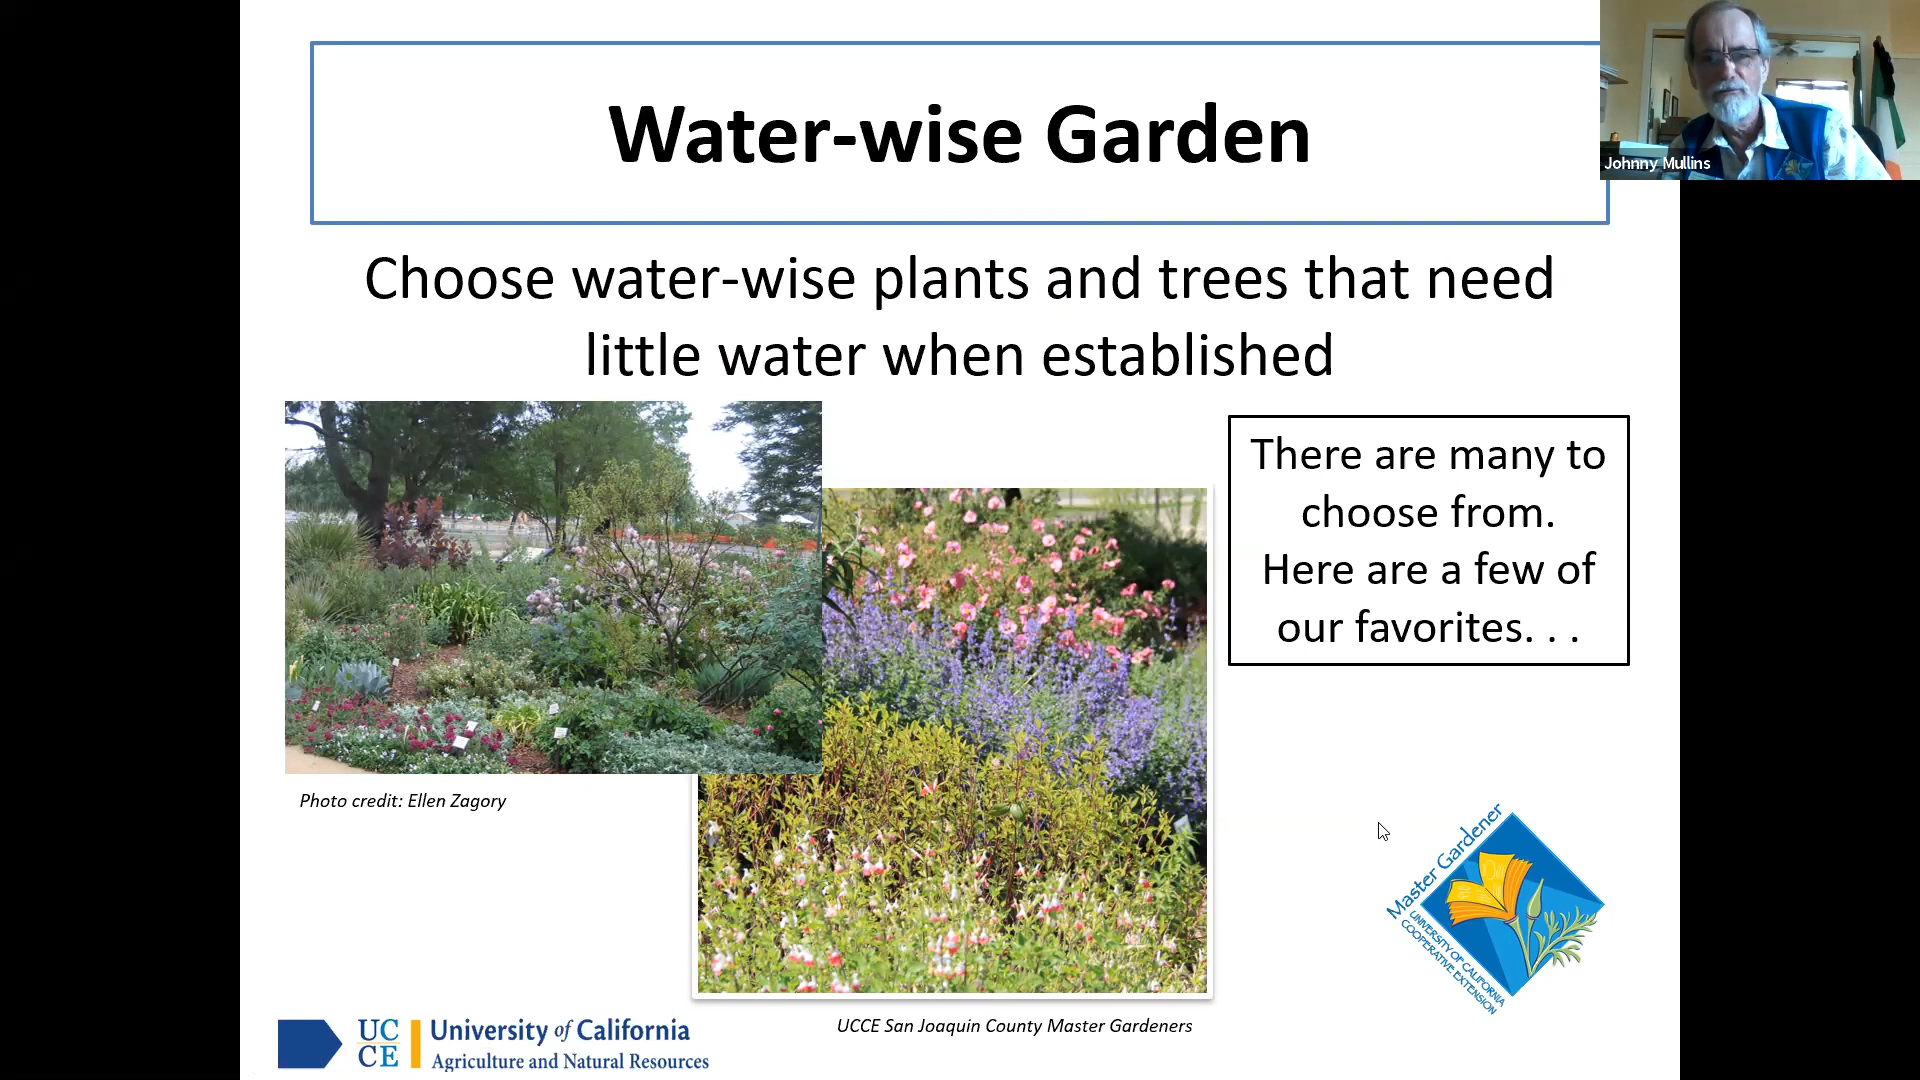 Water-wise Garden
Johnny Mullins
Choose water-wise plants and trees that need
little water when established
There are many to
choose from.
Here are a few of
our favorites. . .
Photo credit: Ellen Zagory
Master Gardener
UNIVERSITY OF CALIFORNIA
COOPERATIVE EXTENSION
UCCE San Joaquin County Master Gardeners
UC
CE
University of California
Agriculture and Natural Resources